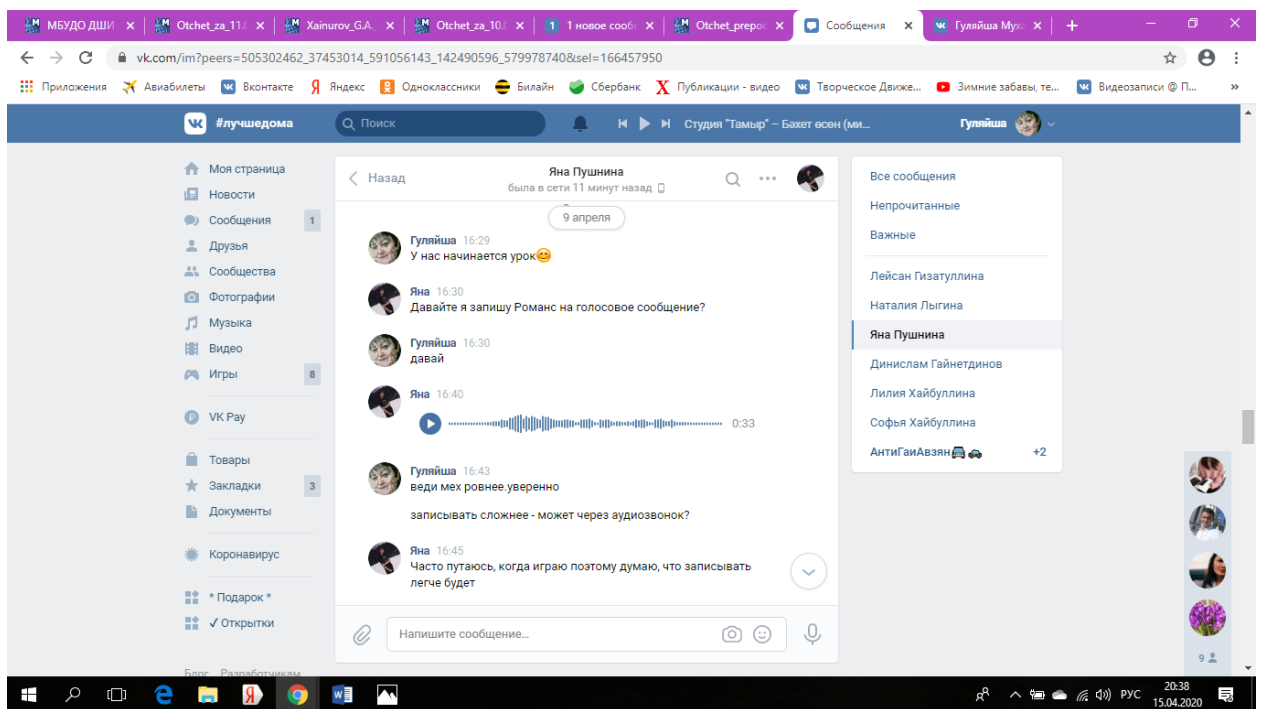 МБУДО ДШИ
Otchet_za_11.
Xainurov_G.A._
Otchet_za_10.
1 1 новое сооб
Otchet_prepod
Сообщения
Гуляйша Муха
vk.com/im?peers=505302462_37453014_591056143_142490596_579978740&sel=166457950
Приложения
Авиабилеты
Вконтакте
Яндекс
Одноклассники
Билайн
Сбербанк
Публикации - видео
Творческое Движе...
Зимние забавы, те...
Видеозаписи @ П...
#лучшедома
Поиск
Студия "Тамыр" – Бәхет өсөн (ми...
Гуляйша
Моя страница
Новости
Сообщения 1
Друзья
Сообщества
Фотографии
Музыка
Видео
Игры 8
VK Pay
Товары
Закладки 3
Документы
Коронавирус
* Подарок *
✓ Открытки
Блог Разработчикам
Назад
Яна Пушнина
была в сети 11 минут назад
9 апреля
Гуляйша 16:29
У нас начинается урок😊
Яна 16:30
Давайте я запишу Романс на голосовое сообщение?
Гуляйша 16:30
давай
Яна 16:40
0:33
Гуляйша 16:43
веди мех ровнее.уверенно
записывать сложнее - может через аудиозвонок?
Яна 16:45
Часто путаюсь, когда играю поэтому думаю, что записывать
легче будет
Напишите сообщение...
Все сообщения
Непрочитанные
Важные
Лейсан Гизатуллина
Наталия Лыгина
Яна Пушнина
Динислам Гайнетдинов
Лилия Хайбуллина
Софья Хайбуллина
АнтиГаиАвзян🚘🚗 +2
9
РУС
20:38
15.04.2020